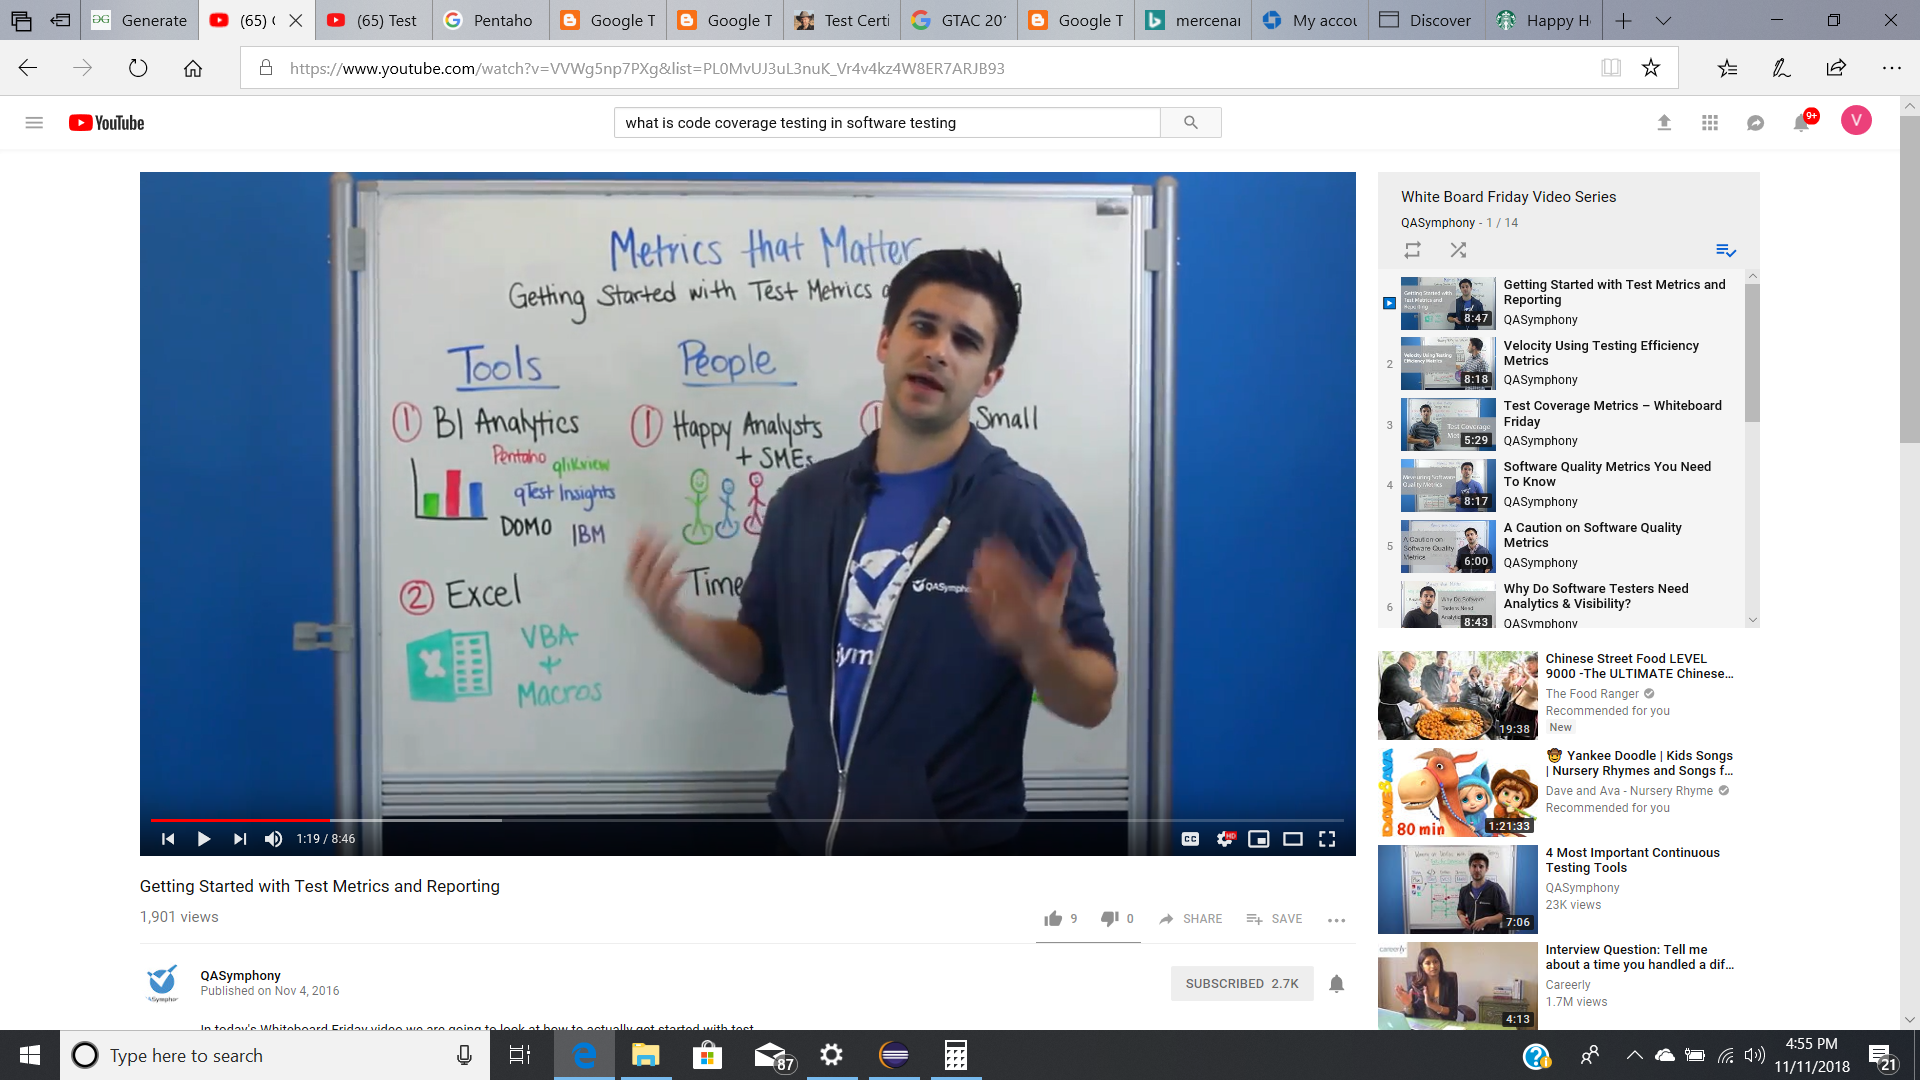 Generate
(65) (
(65) Test
Pentaho
Google T
Google T
Test Certi
GTAC 201
Google T
mercenar
My accou
Discover
Happy H
https://www.youtube.com/watch?v=VVWg5np7PXg&list=PL0MvUJ3uL3nuK_Vr4v4kz4W8ER7ARJB93
YouTube
what is code coverage testing in software testing
9+
V
Metrics that Matter
Getting Started with Test Metrics
Tools
People
1 BI Analytics
Pentaho qlikview
qTest Insights
DOMO IBM
1 Happy Analysts
+ SMEs
Small
2 Excel
VBA
+
Macros
Time
QASympho
sym
1:19 / 8:46
CC
HD
Getting Started with Test Metrics and Reporting
1,901 views
9
0
SHARE
SAVE
QASymphony
Published on Nov 4, 2016
SUBSCRIBED 2.7K
In today's Whiteboard Friday video we are going to look at how to actually get started with test
White Board Friday Video Series
QASymphony - 1 / 14
Getting Started with Test Metrics and Reporting
8:47
QASymphony
2
Velocity Using Testing Efficiency
Metrics
8:18
QASymphony
3
Test Coverage Metrics – Whiteboard
Friday
5:29
QASymphony
4
Software Quality Metrics You Need
To Know
8:17
QASymphony
5
A Caution on Software Quality
Metrics
6:00
QASymphony
6
Why Do Software Testers Need
Analytics & Visibility?
8:43
QASymphony
Chinese Street Food LEVEL
9000 -The ULTIMATE Chinese...
The Food Ranger
Recommended for you
New
19:38
Yankee Doodle | Kids Songs
| Nursery Rhymes and Songs f...
Dave and Ava - Nursery Rhyme
Recommended for you
DAVE AVA
80 min
1:21:33
4 Most Important Continuous
Testing Tools
QASymphony
23K views
7:06
Interview Question: Tell me
about a time you handled a dif...
Careerly
1.7M views
careerly
4:13
Type here to search
87
4:55 PM
11/11/2018
21